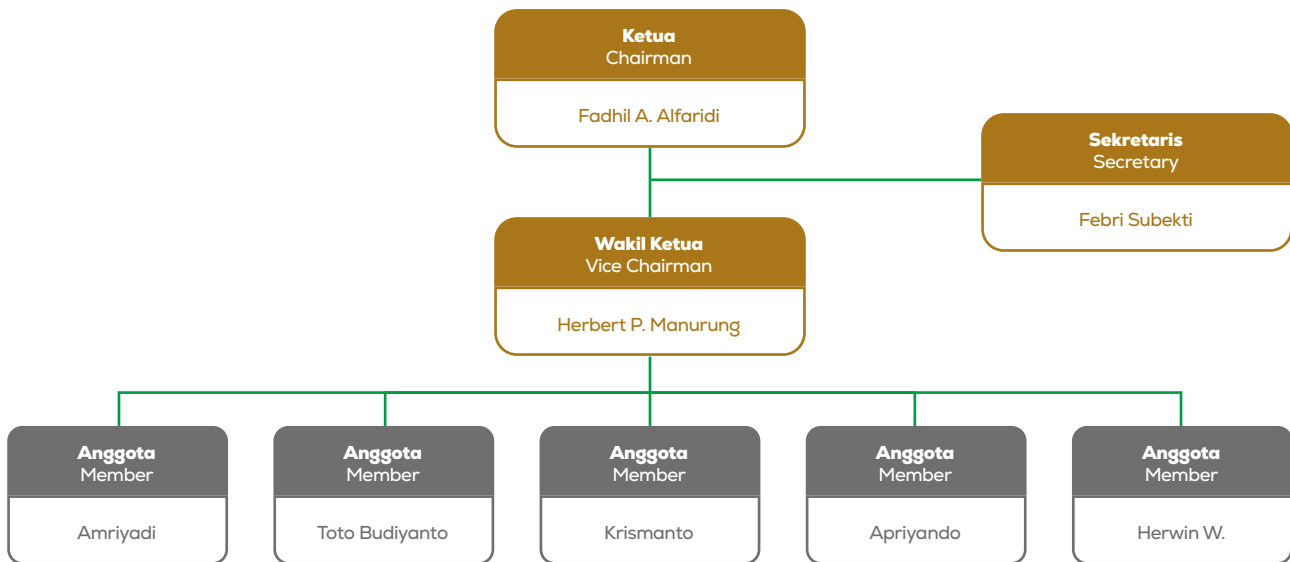 Ketua
Chairman
Fadhil A. Alfaridi
Sekretaris
Secretary
Febri Subekti
Wakil Ketua
Vice Chairman
Herbert P. Manurung
Anggota
Member
Amriyadi
Anggota
Member
Toto Budiyanto
Anggota
Member
Krismanto
Anggota
Member
Apriyando
Anggota
Member
Herwin W.